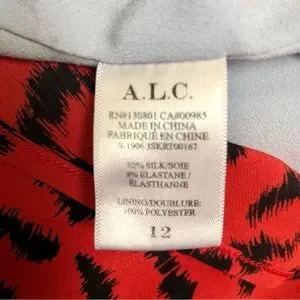 A.L.C.
RN#130801 CA#00985
MADE IN CHINA
FABRIQUÉ EN CHINE
S-1906 3SKRT00167
92% SILK/SOIE
8% ELASTANE/
ÉLASTHANNE
LINING/DOUBLURE:
100% POLYESTER
12